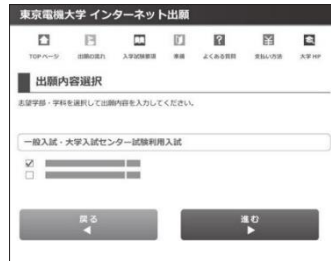 東京電機大学 インターネット出願
TOPページ 出願の流れ 入学試験要項 準備 よくある質問 支払い方法 大学HP
出願内容選択
志望学部・学科を選択して出願内容を入力してください。
一般入試・大学入試センター試験利用入試
戻る 進む